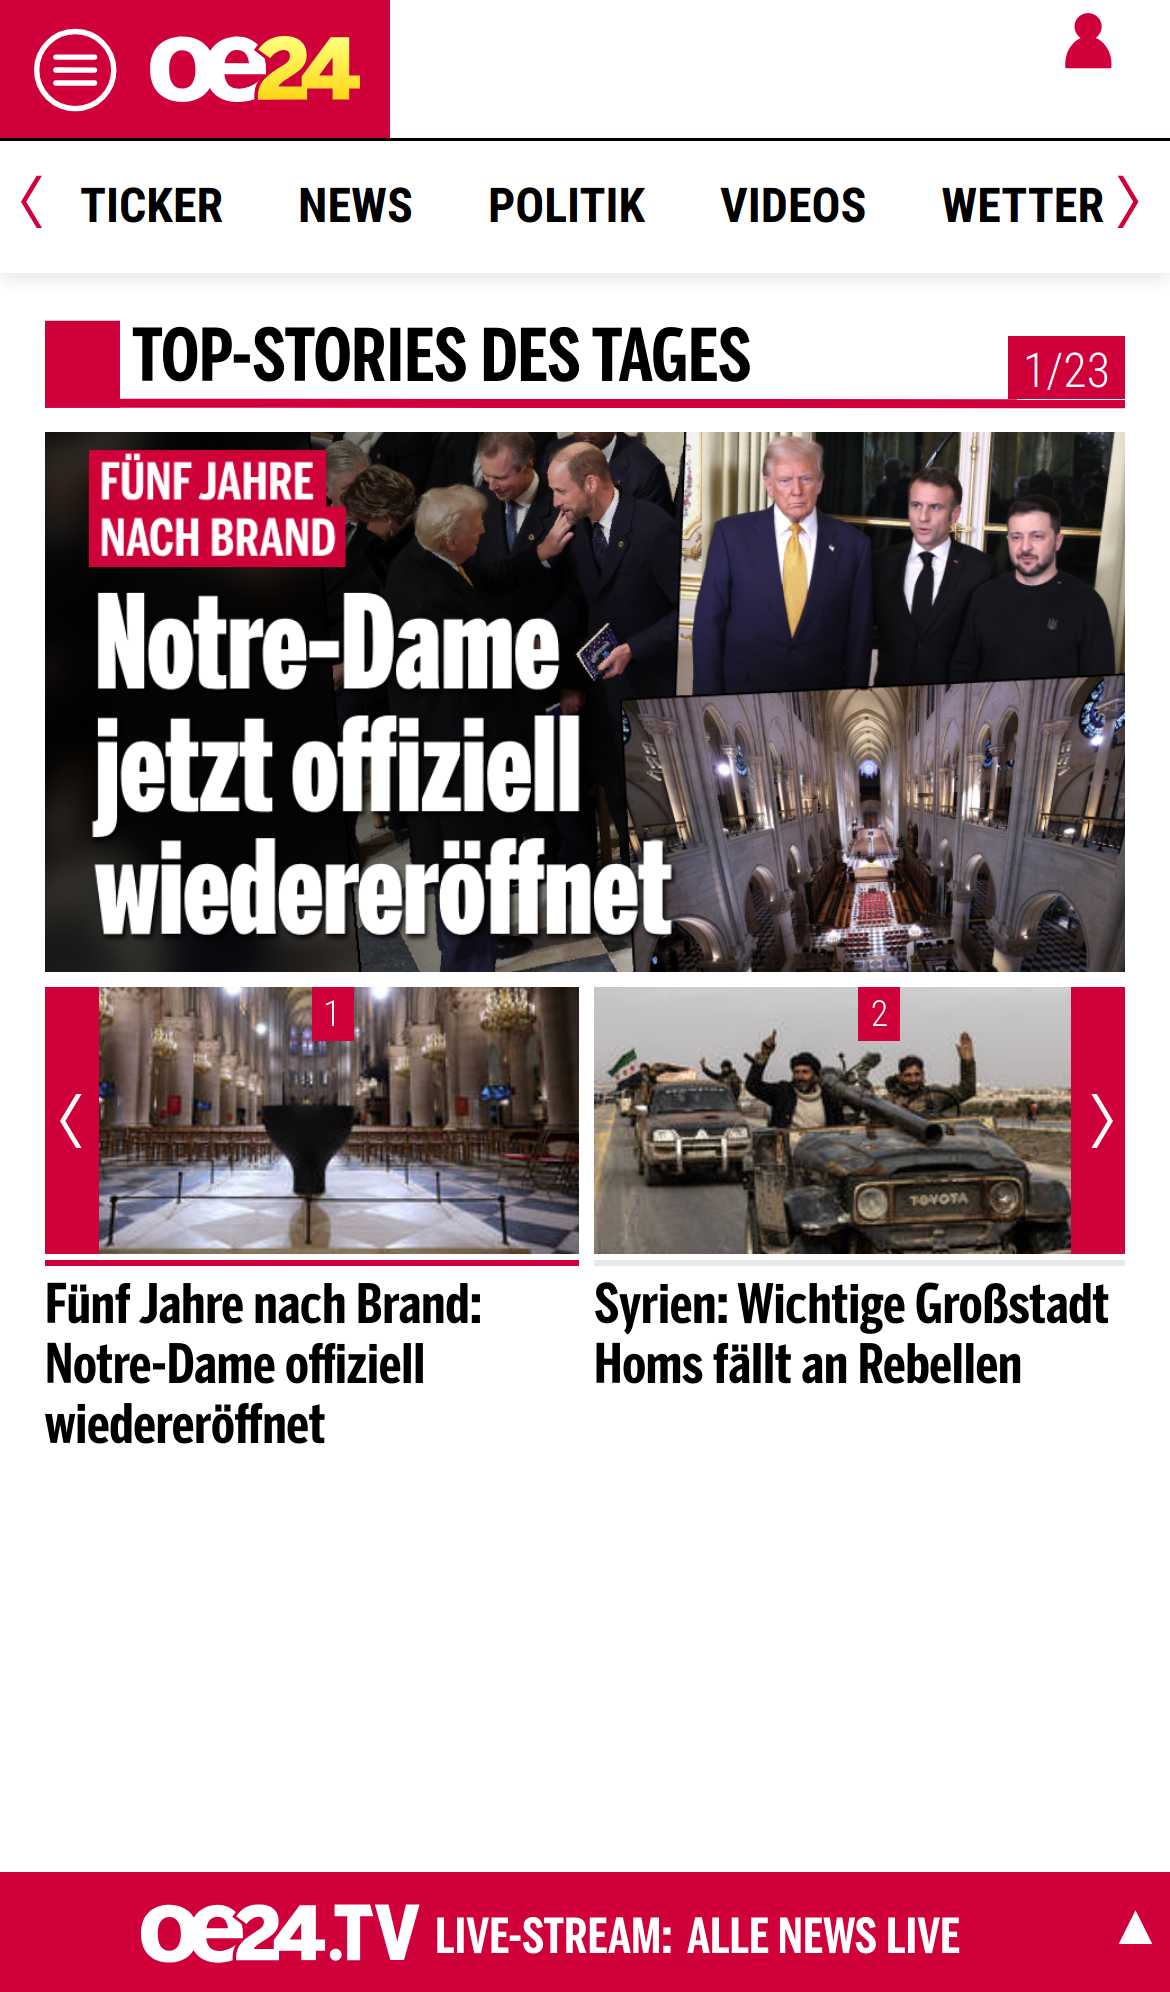 oe24
TICKER NEWS POLITIK VIDEOS WETTER
TOP-STORIES DES TAGES
1/23
FÜNF JAHRE
NACH BRAND
Notre-Dame
jetzt offiziell
wiedereröffnet
1
2
TOYOTA
Fünf Jahre nach Brand:
Notre-Dame offiziell
wiedereröffnet
Syrien: Wichtige Großstadt
Homs fällt an Rebellen
oe24.TV LIVE-STREAM: ALLE NEWS LIVE